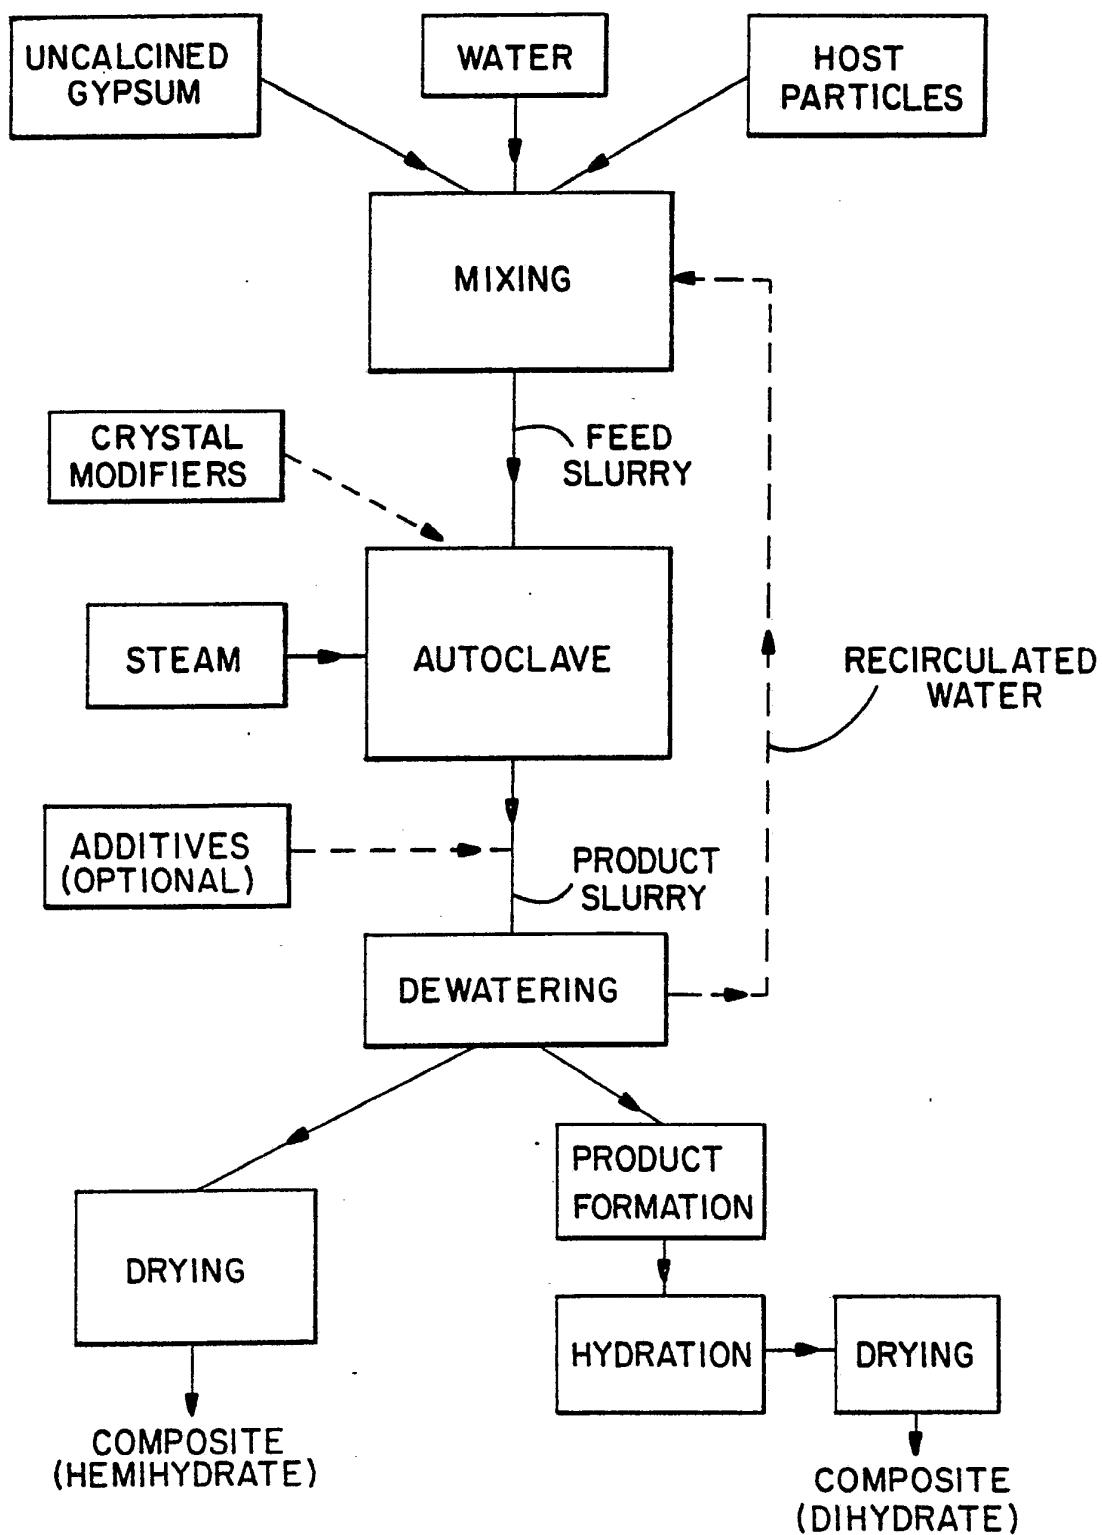 UNCALCINED
GYPSUM
WATER
HOST
PARTICLES
MIXING
CRYSTAL
MODIFIERS
FEED
SLURRY
STEAM
AUTOCLAVE
RECIRCULATED
WATER
ADDITIVES
(OPTIONAL)
PRODUCT
SLURRY
DEWATERING
PRODUCT
FORMATION
DRYING
HYDRATION
DRYING
COMPOSITE
(HEMIHYDRATE)
COMPOSITE
(DIHYDRATE)